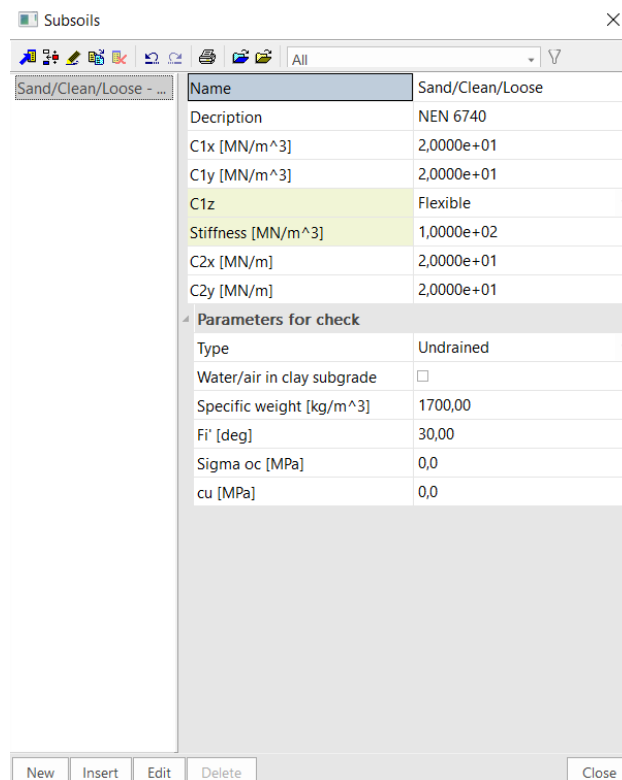 Subsoils
All
Sand/Clean/Loose - ...
Name Sand/Clean/Loose
Decription NEN 6740
C1x [MN/m^3] 2,0000e+01
C1y [MN/m^3] 2,0000e+01
C1z Flexible
Stiffness [MN/m^3] 1,0000e+02
C2x [MN/m] 2,0000e+01
C2y [MN/m] 2,0000e+01
Parameters for check
Type Undrained
Water/air in clay subgrade
Specific weight [kg/m^3] 1700,00
Fi' [deg] 30,00
Sigma oc [MPa] 0,0
cu [MPa] 0,0
New Insert Edit Delete Close